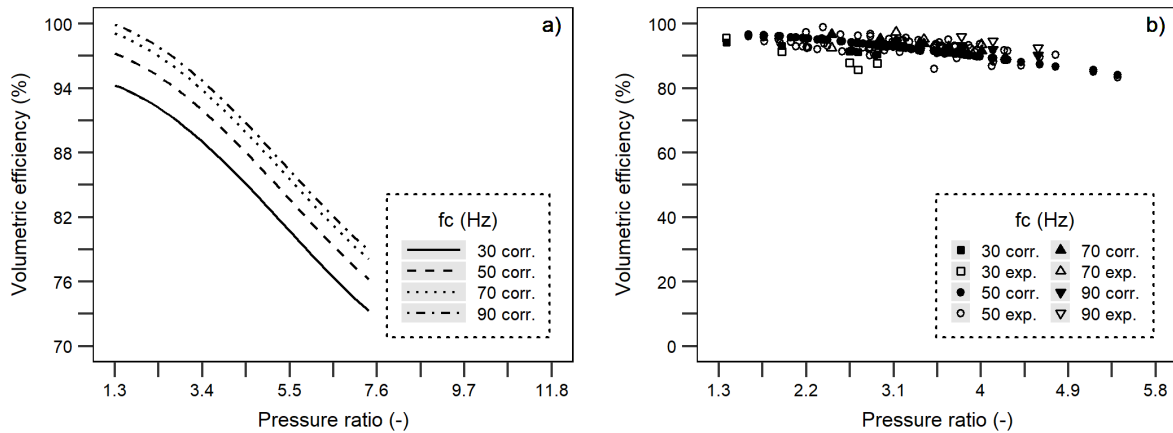 a)
Volumetric efficiency (%)
100
94
88
82
76
70
fc (Hz)
30 corr.
50 corr.
70 corr.
90 corr.
1.3 3.4 5.5 7.6 9.7 11.8
Pressure ratio (-)
b)
Volumetric efficiency (%)
100
80
60
40
20
0
fc (Hz)
30 corr. 70 corr.
30 exp. 70 exp.
50 corr. 90 corr.
50 exp. 90 exp.
1.3 2.2 3.1 4 4.9 5.8
Pressure ratio (-)